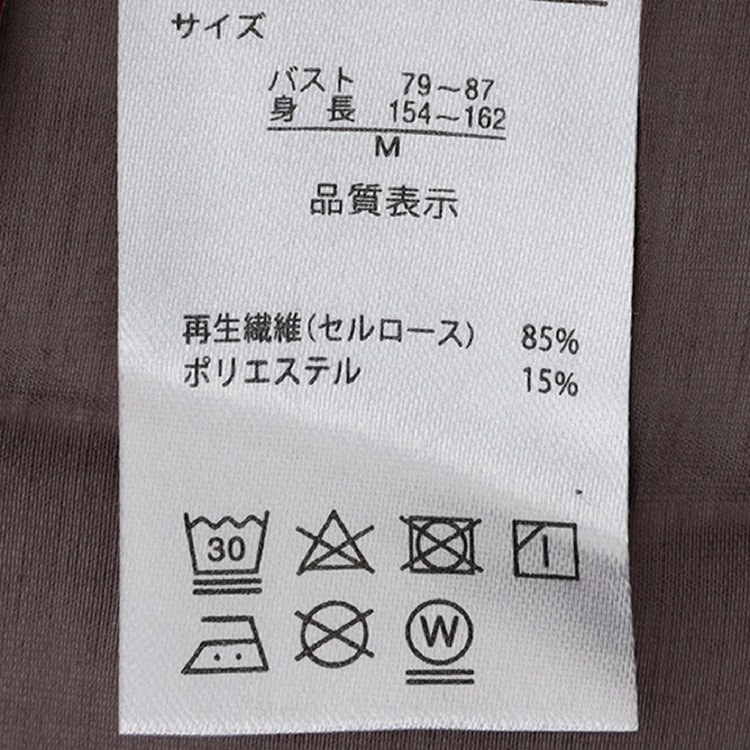 サイズ
バスト 79~87
身長 154~162
M
品質表示
再生繊維(セルロース) 85%
ポリエステル 15%
30
W